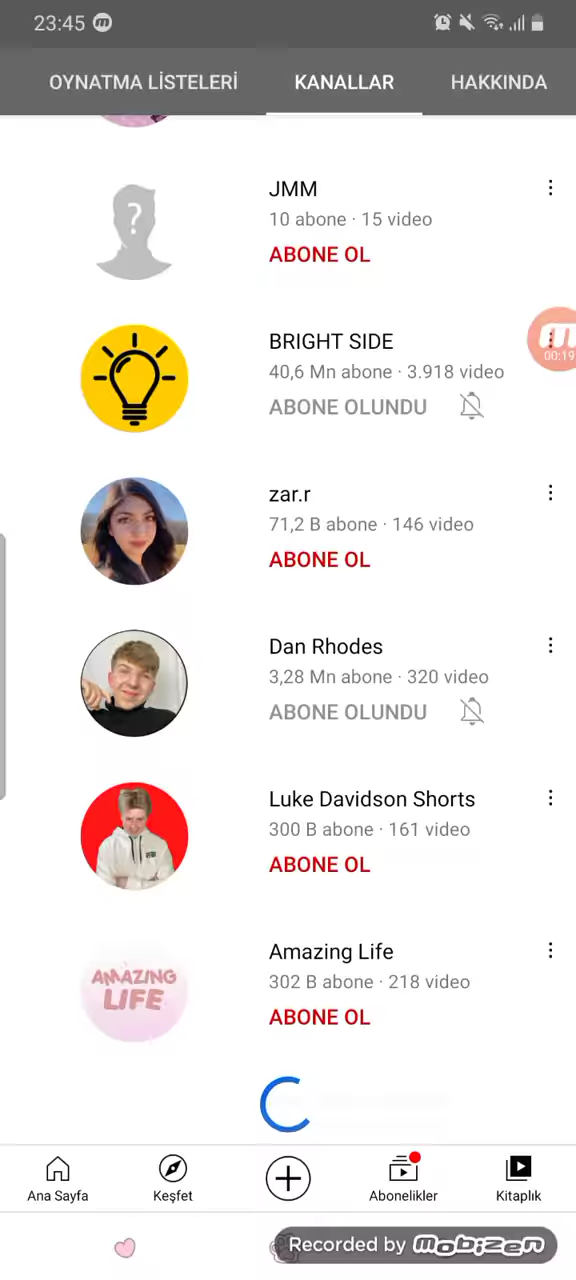 23:45
OYNATMA LİSTELERİ
KANALLAR
HAKKINDA
JMM
10 abone · 15 video
ABONE OL
BRIGHT SIDE
40,6 Mn abone · 3.918 video
ABONE OLUNDU
00:19
zar.r
71,2 B abone · 146 video
ABONE OL
Dan Rhodes
3,28 Mn abone · 320 video
ABONE OLUNDU
Luke Davidson Shorts
300 B abone · 161 video
ABONE OL
AMAZING
LIFE
Amazing Life
302 B abone · 218 video
ABONE OL
Ana Sayfa
Keşfet
Abonelikler
Kitaplık
Recorded by mobizen